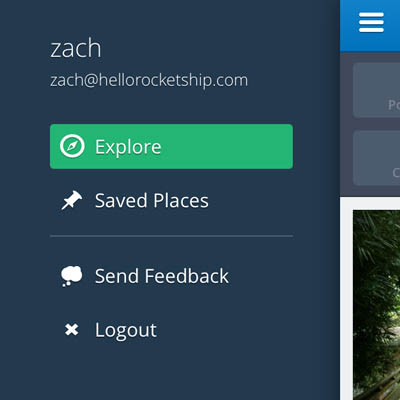 zach
zach@hellorocketship.com
Explore
Saved Places
Send Feedback
Logout